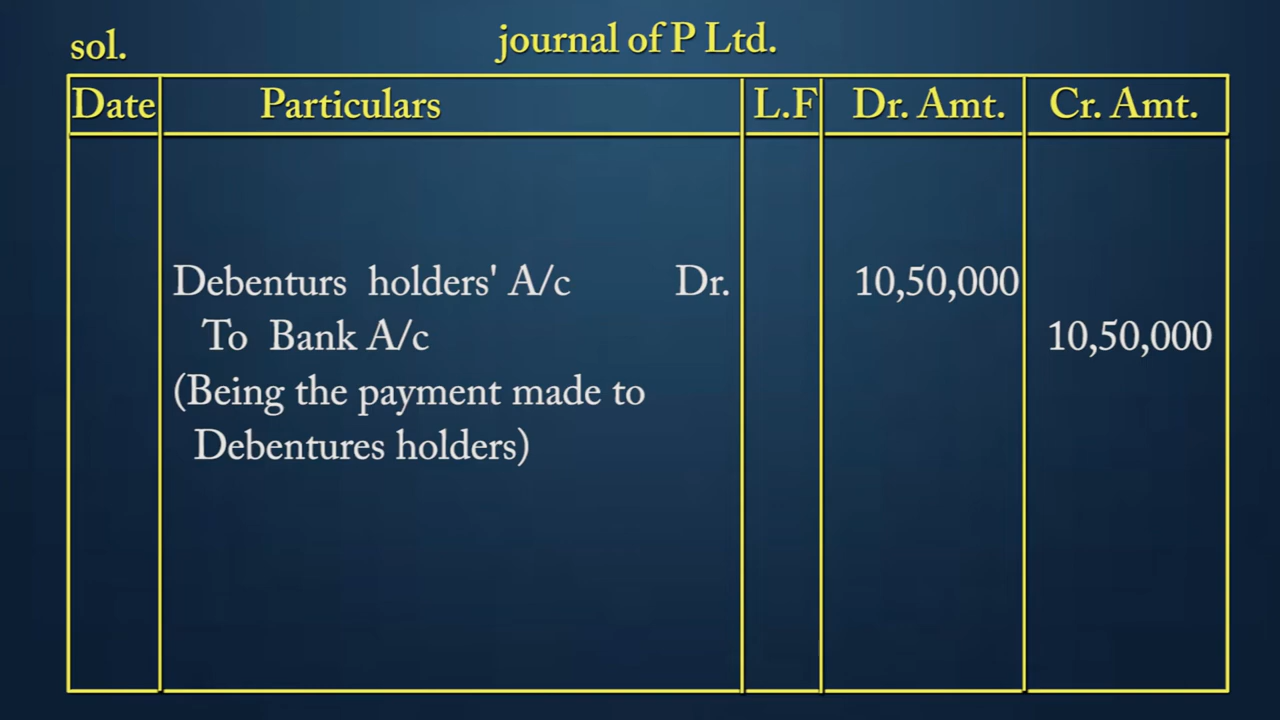 sol.
journal of P Ltd.
Date Particulars L.F Dr. Amt. Cr. Amt.
Debenturs holders' A/c Dr. 10,50,000
To Bank A/c 10,50,000
(Being the payment made to
Debentures holders)